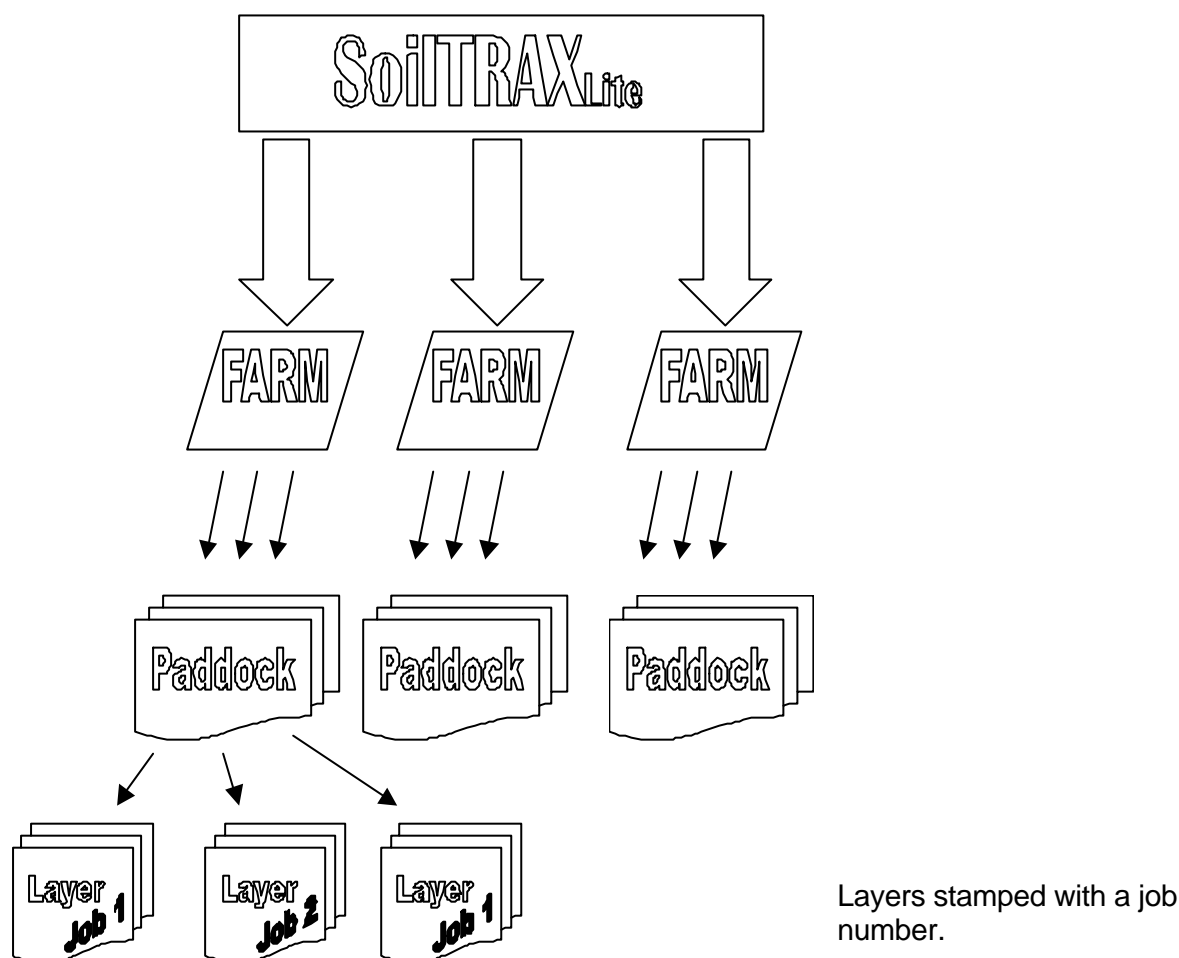 SoilTRAXLite
FARM FARM FARM
Paddock Paddock Paddock
Layer Layer Layer
Job 1 Job 2 Job 1
Layers stamped with a job
number.